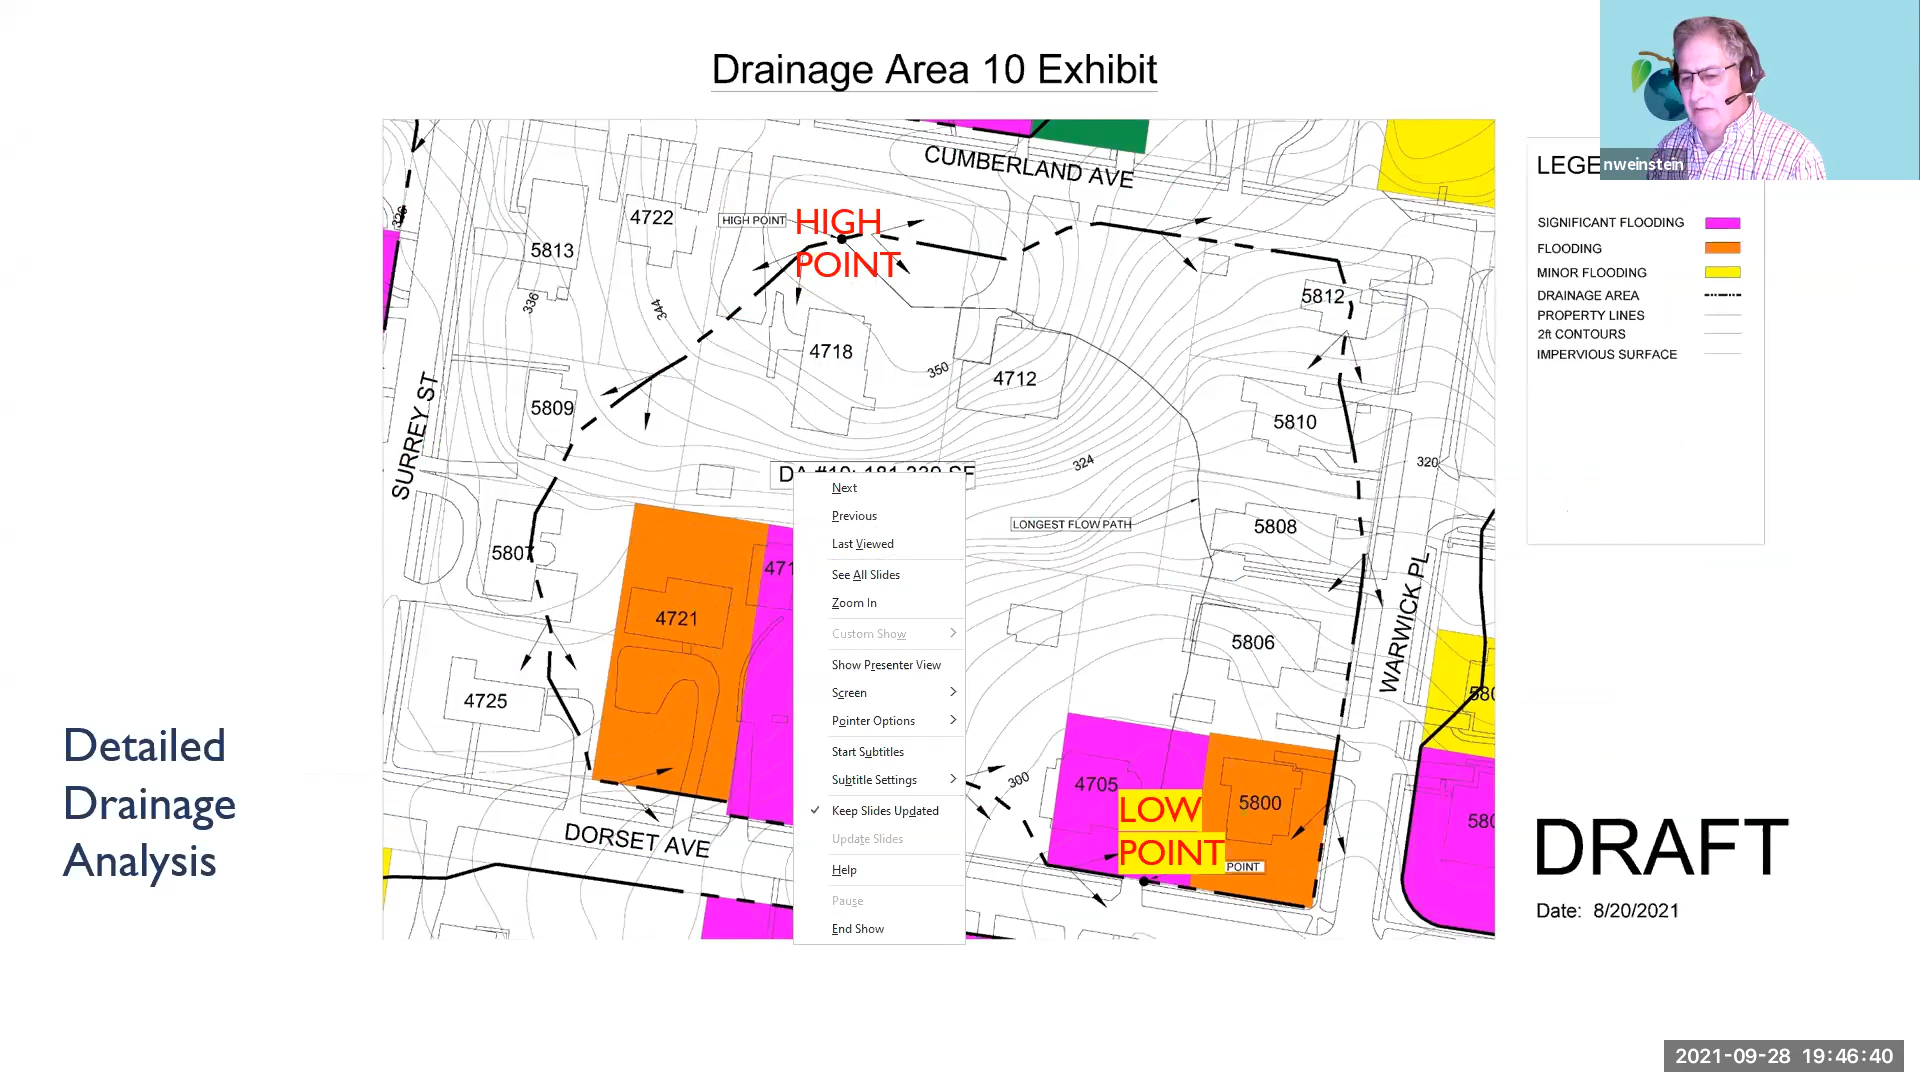 Drainage Area 10 Exhibit
nweinstein
CUMBERLAND AVE
HIGH POINT
HIGH
POINT
4722
5813
326
336
344
5812
4718
350
4712
5809
5810
SURREY ST
324
320
LONGEST FLOW PATH
5808
5807
4721
5806
WARWICK PL
4725
300
4705
5800
LOW
POINT
POINT
DORSET AVE
Next
Previous
Last Viewed
See All Slides
Zoom In
Custom Show
Show Presenter View
Screen
Pointer Options
Start Subtitles
Subtitle Settings
Keep Slides Updated
Update Slides
Help
Pause
End Show
SIGNIFICANT FLOODING
FLOODING
MINOR FLOODING
DRAINAGE AREA
PROPERTY LINES
2ft CONTOURS
IMPERVIOUS SURFACE
Detailed
Drainage
Analysis
DRAFT
Date: 8/20/2021
2021-09-28 19:46:40